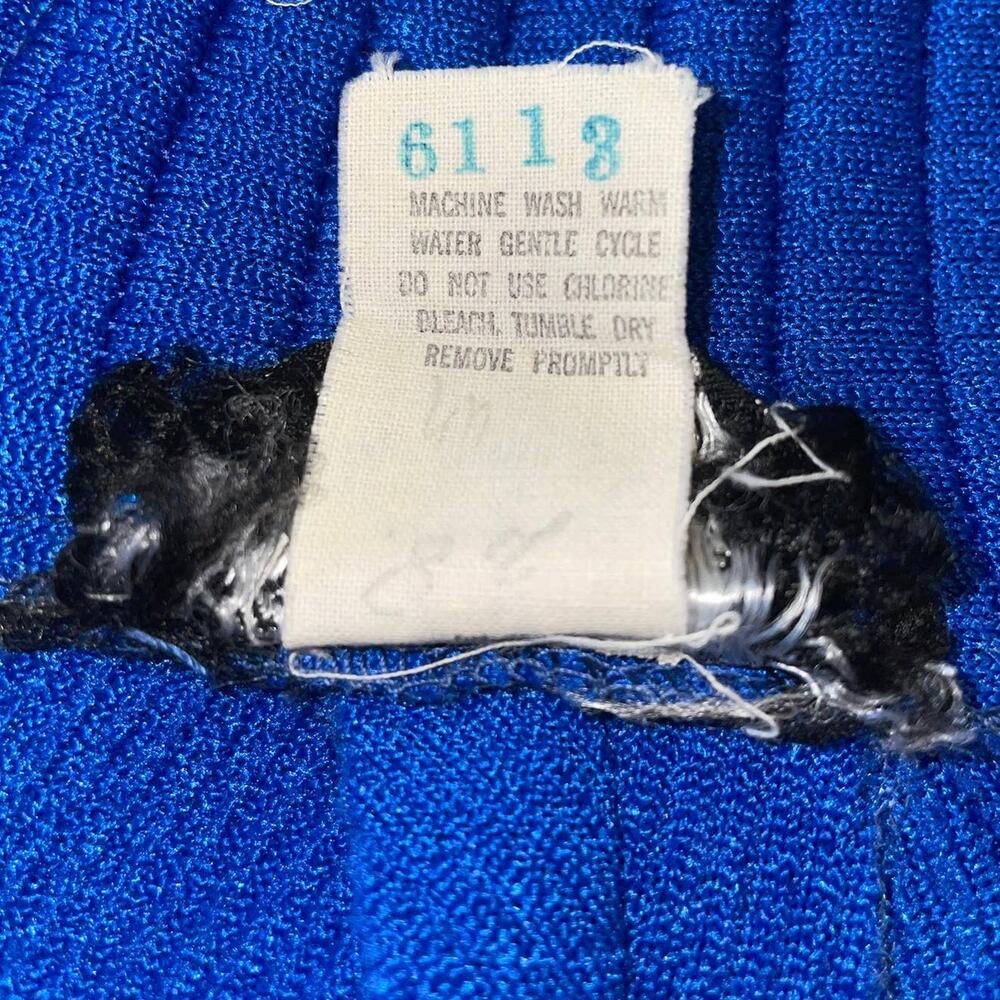 6113
MACHINE WASH WARM
WATER GENTLE CYCLE
DO NOT USE CHLORINE
BLEACH. TUMBLE DRY
REMOVE PROMPTLY